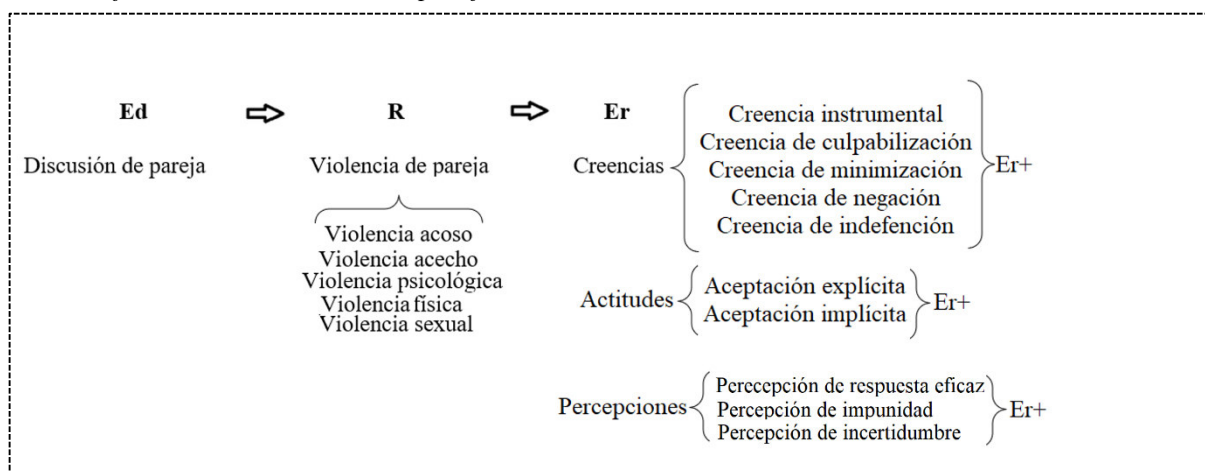 Ed
R
Er
Discusión de pareja
Violencia de pareja
Violencia acoso
Violencia acecho
Violencia psicológica
Violencia física
Violencia sexual
Creencias
Creencia instrumental
Creencia de culpabilización
Creencia de minimización
Creencia de negación
Creencia de indefención
Er+
Actitudes
Aceptación explícita
Aceptación implícita
Er+
Percepciones
Perecepción de respuesta eficaz
Percepción de impunidad
Percepción de incertidumbre
Er+